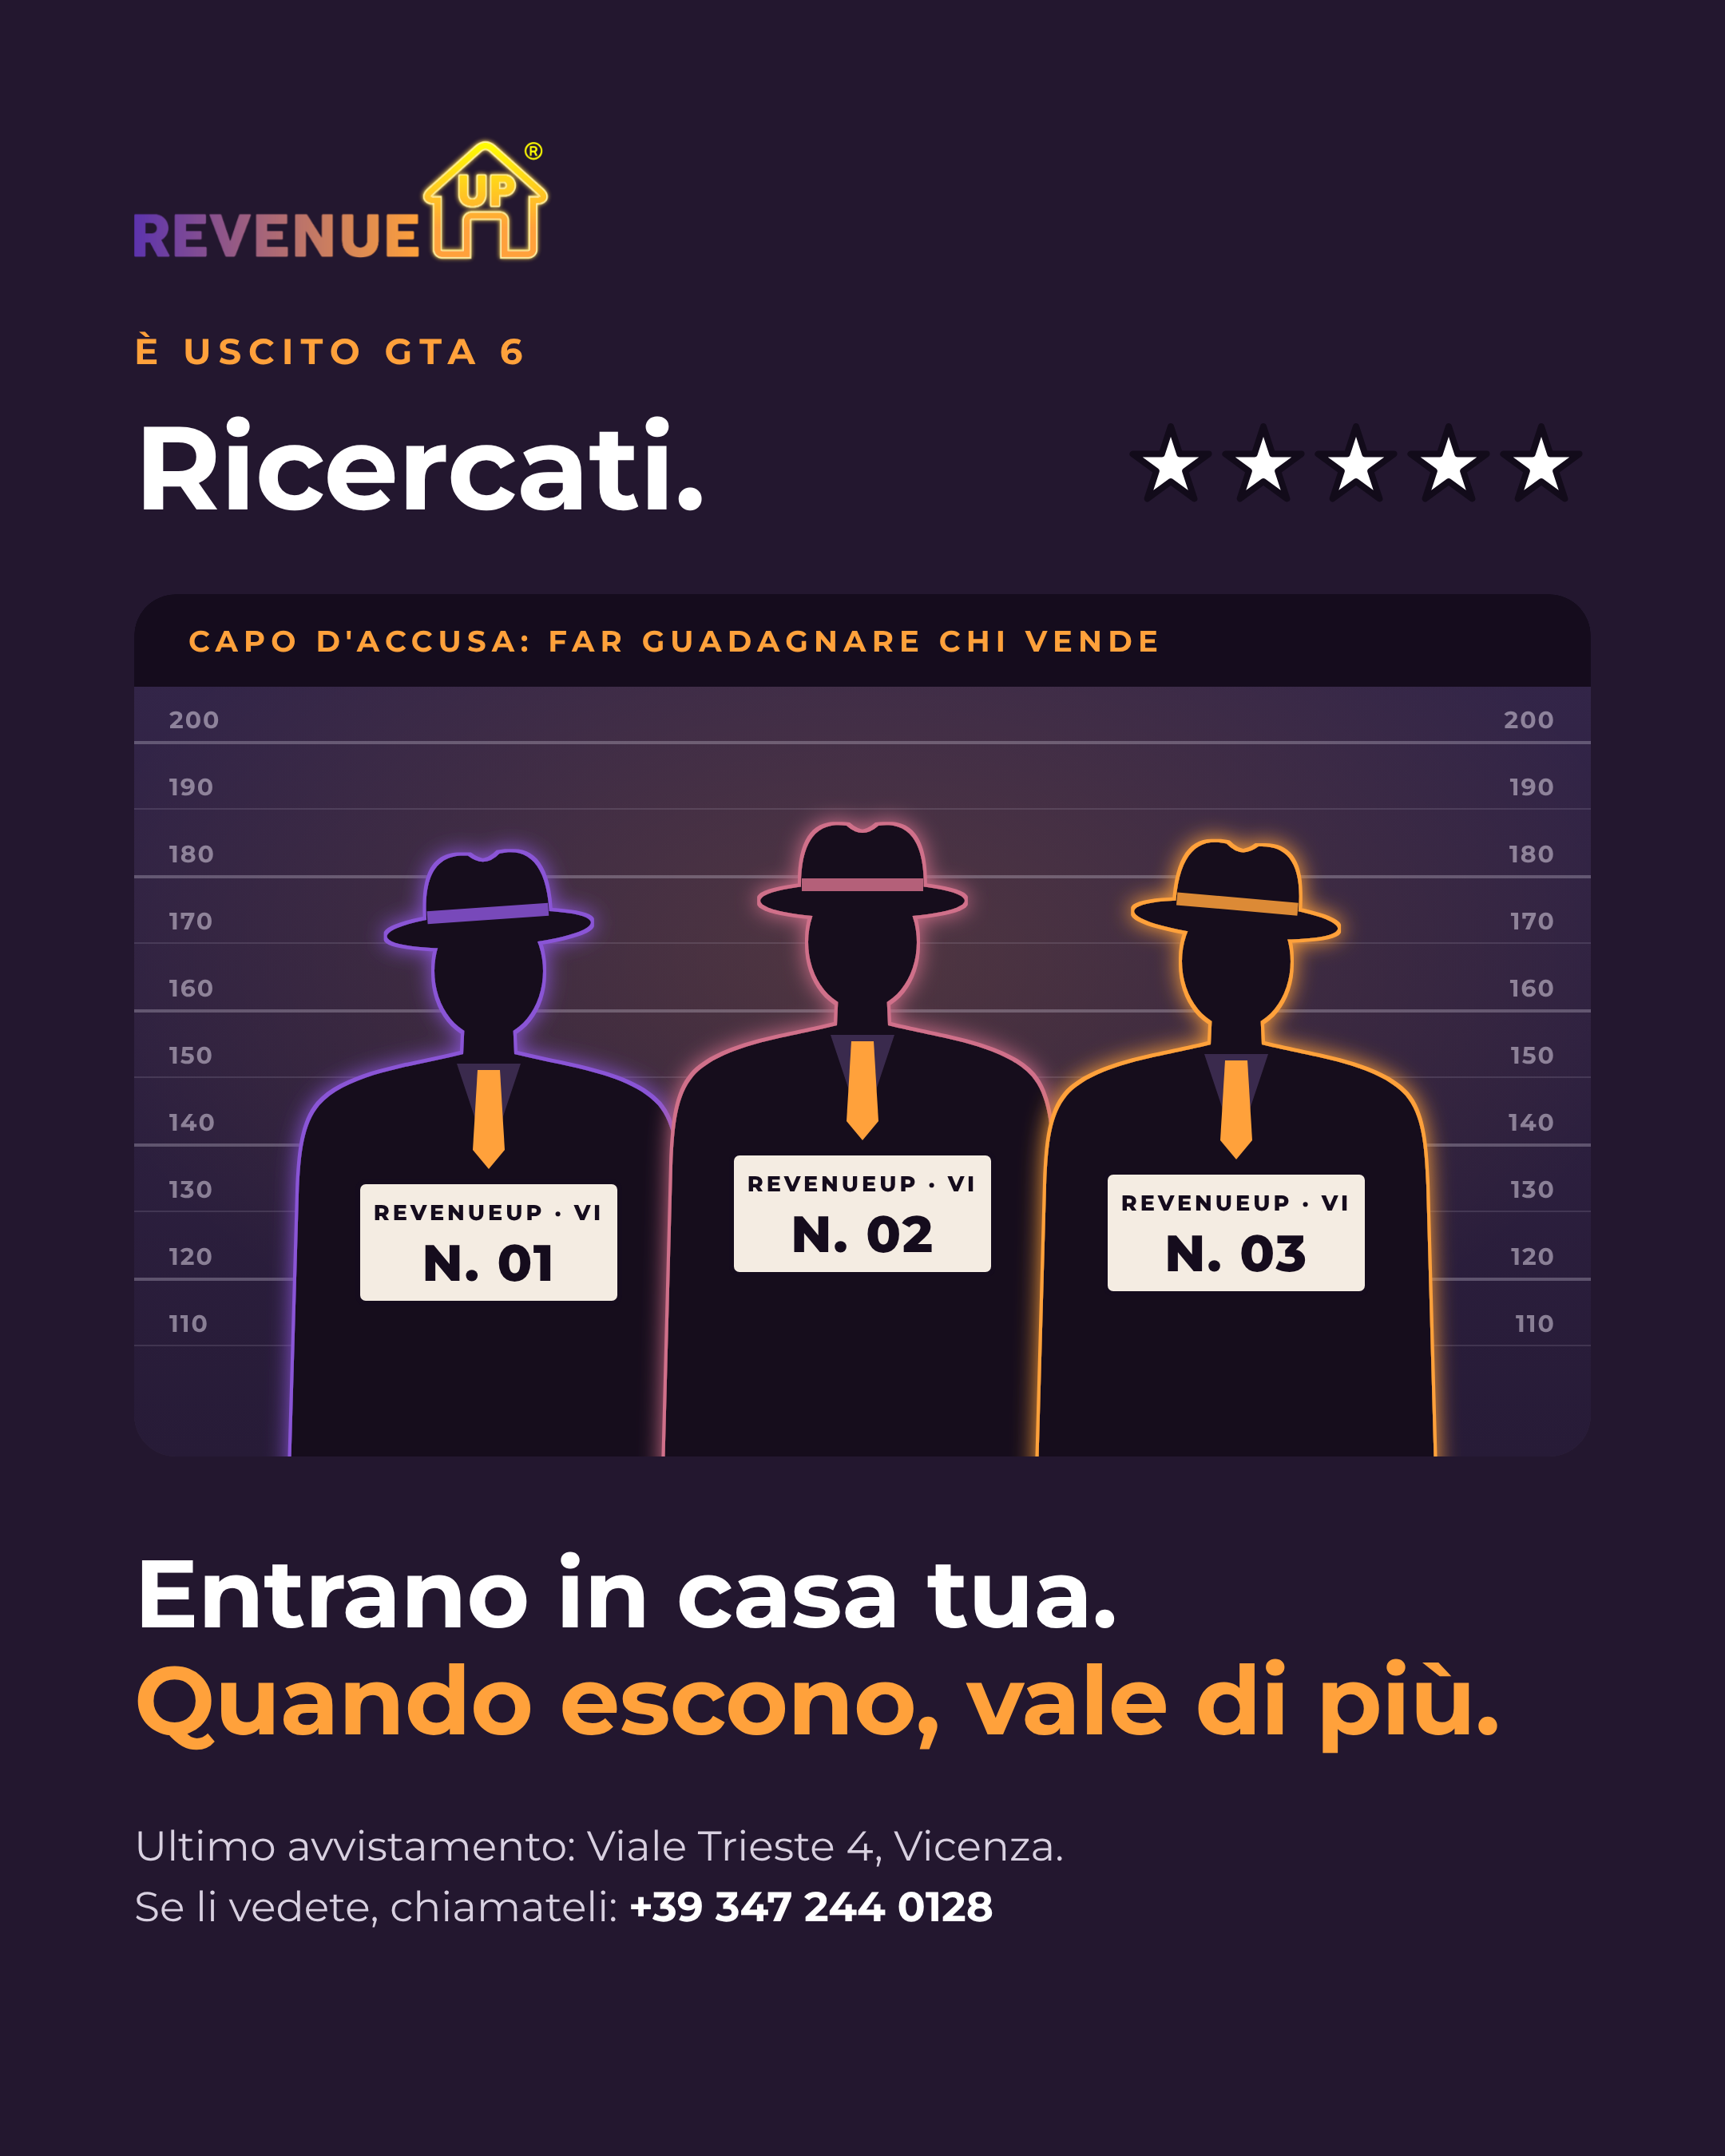 REVENUE UP ®
È USCITO GTA 6
Ricercati.
CAPO D'ACCUSA: FAR GUADAGNARE CHI VENDE
200 200
190 190
180 180
170 170
160 160
150 150
140 140
130 130
120 120
110 110
REVENUEUP · VI
N. 01
REVENUEUP · VI
N. 02
REVENUEUP · VI
N. 03
Entrano in casa tua.
Quando escono, vale di più.
Ultimo avvistamento: Viale Trieste 4, Vicenza.
Se li vedete, chiamateli: +39 347 244 0128